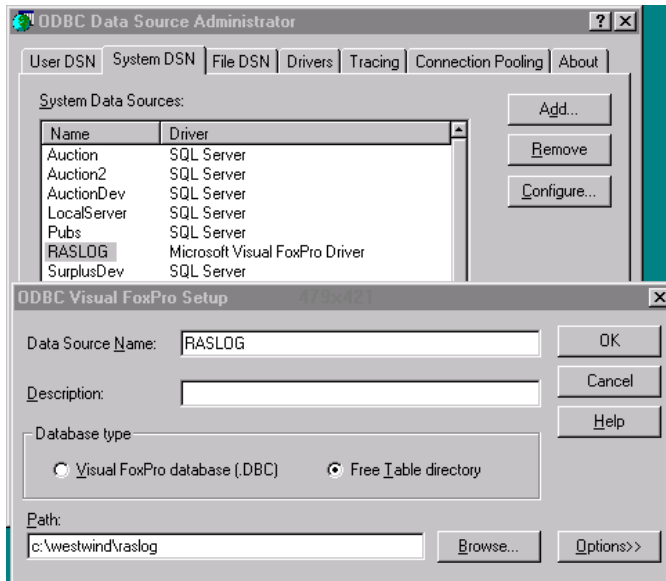 ODBC Data Source Administrator
User DSN System DSN File DSN Drivers Tracing Connection Pooling About
System Data Sources:
Name Driver
Auction SQL Server
Auction2 SQL Server
AuctionDev SQL Server
LocalServer SQL Server
Pubs SQL Server
RASLOG Microsoft Visual FoxPro Driver
SurplusDev SQL Server
Add...
Remove
Configure...
ODBC Visual FoxPro Setup 479x421
Data Source Name: RASLOG
Description:
Database type
Visual FoxPro database (.DBC) Free Table directory
Path:
c:\westwind\raslog
Browse... Options>>
OK
Cancel
Help